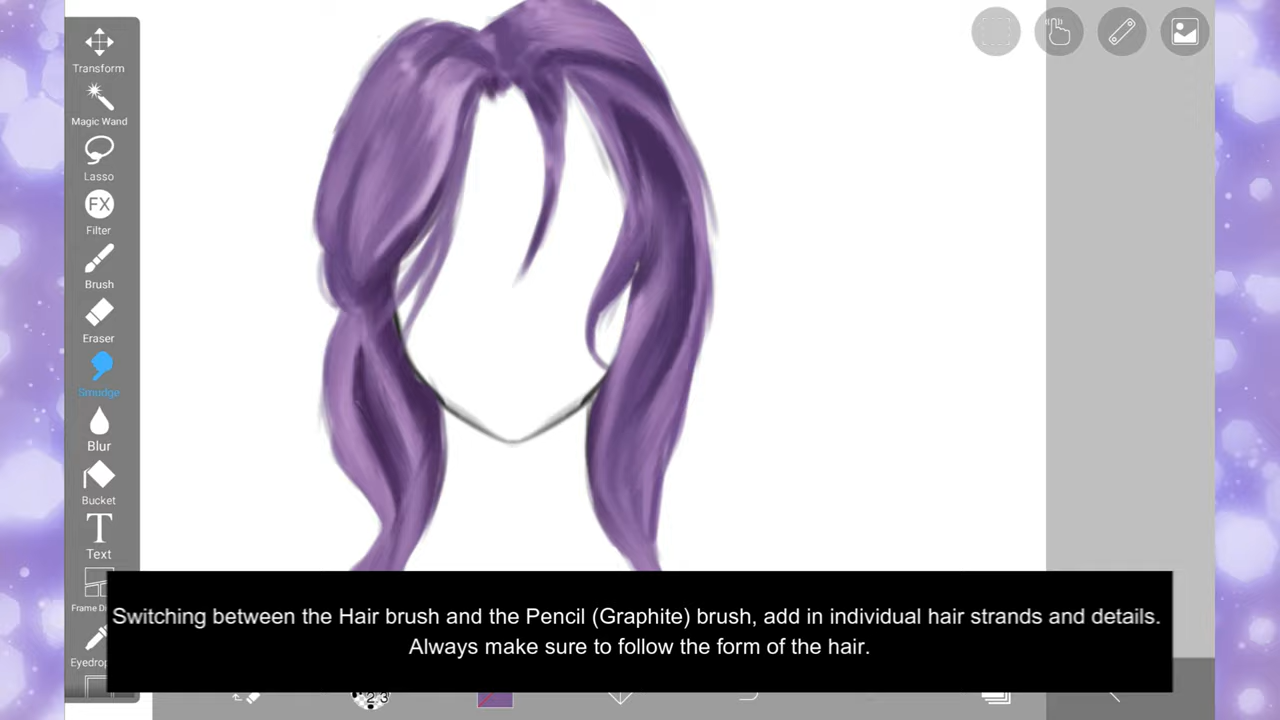 Transform
Magic Wand
Lasso
FX
Filter
Brush
Eraser
Smudge
Blur
Bucket
T
Text
Switching between the Hair brush and the Pencil (Graphite) brush, add in individual hair strands and details.
Always make sure to follow the form of the hair.